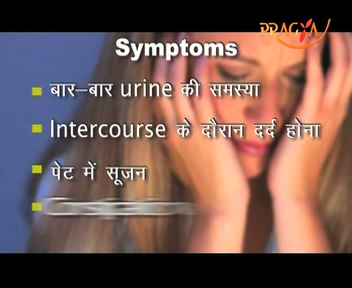 PRAGYA
Symptoms
बार-बार urine की समस्या
Intercourse के दौरान दर्द होना
पेट में सूजन